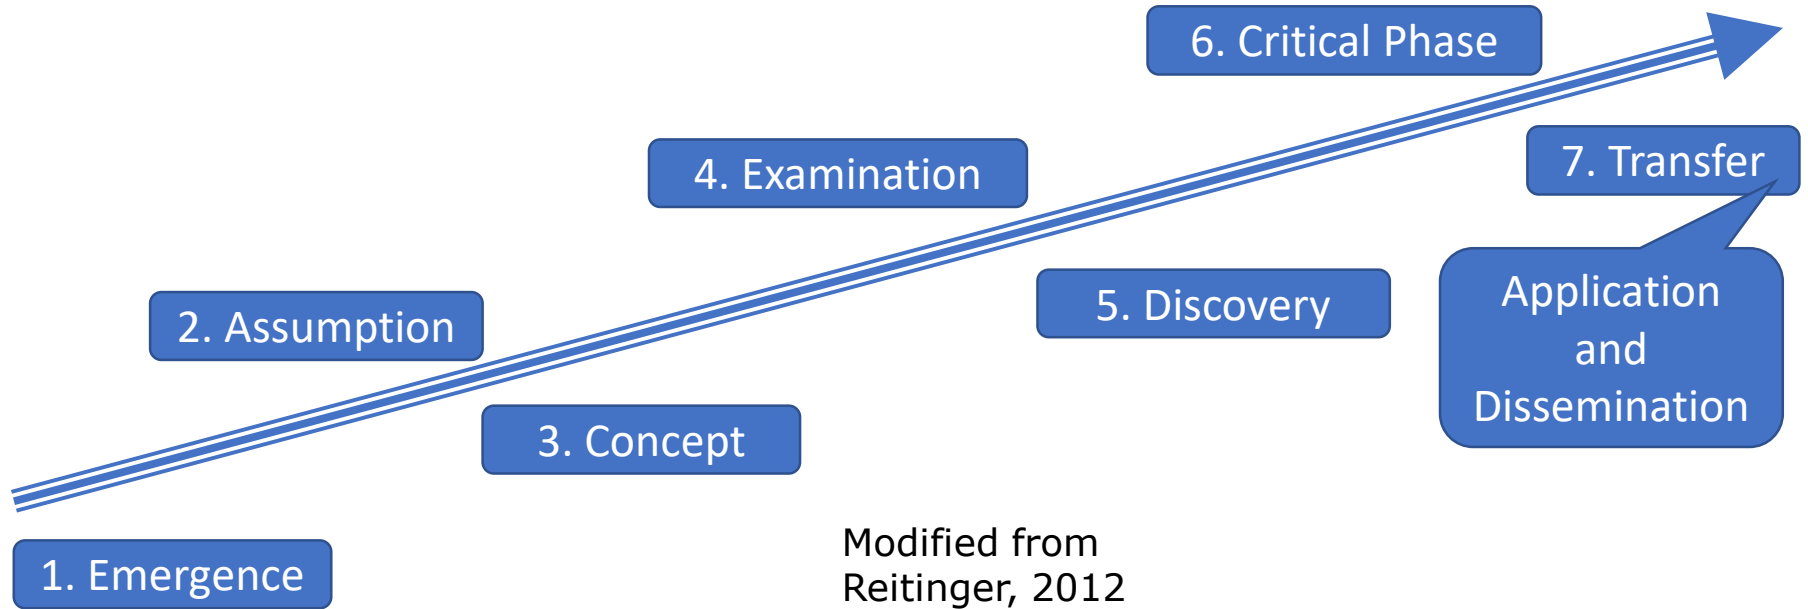 1. Emergence
2. Assumption
3. Concept
4. Examination
5. Discovery
6. Critical Phase
7. Transfer
Application
and
Dissemination
Modified from
Reitinger, 2012